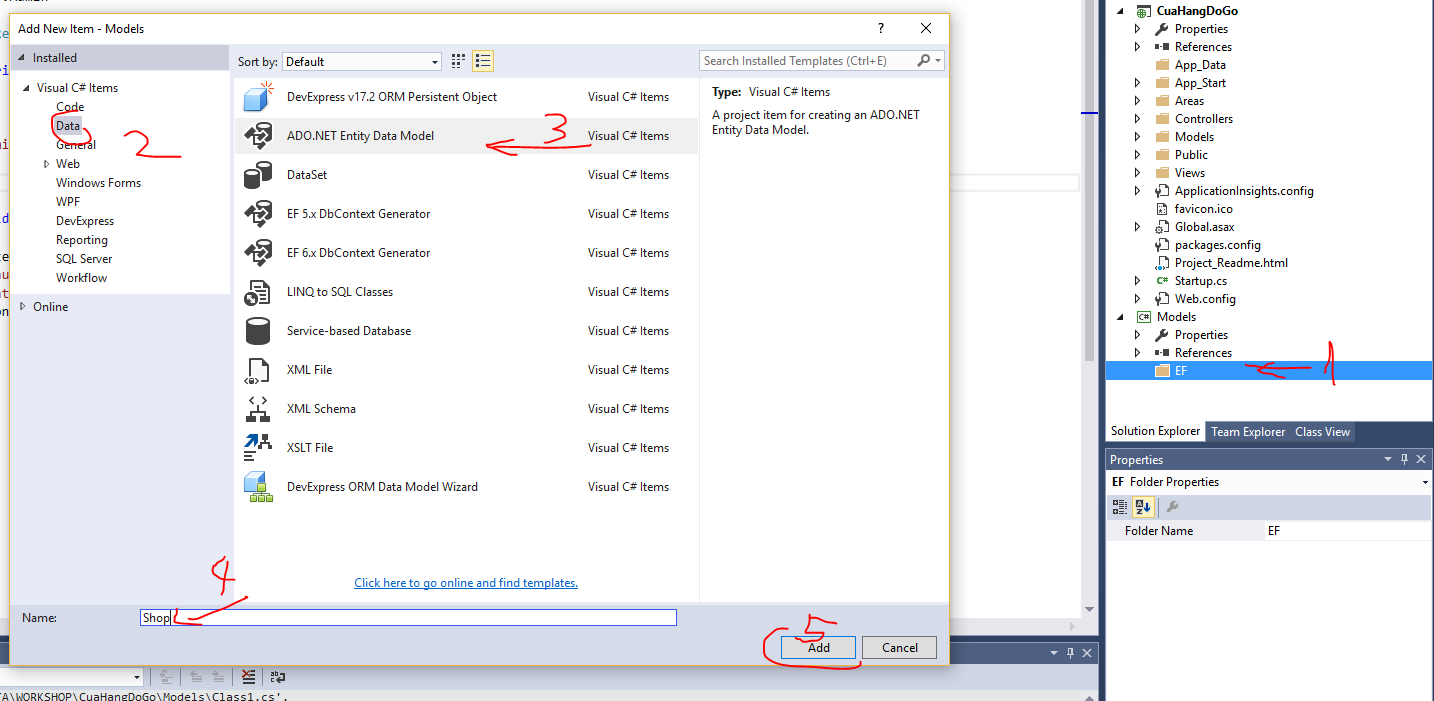 Add New Item - Models
?
Installed
Visual C# Items
Code
Data
General
Web
Windows Forms
WPF
DevExpress
Reporting
SQL Server
Workflow
Online
2
Sort by: Default
Search Installed Templates (Ctrl+E)
DevExpress v17.2 ORM Persistent Object Visual C# Items
ADO.NET Entity Data Model Visual C# Items
3
DataSet Visual C# Items
EF 5.x DbContext Generator Visual C# Items
EF 6.x DbContext Generator Visual C# Items
LINQ to SQL Classes Visual C# Items
Service-based Database Visual C# Items
XML File Visual C# Items
XML Schema Visual C# Items
XSLT File Visual C# Items
DevExpress ORM Data Model Wizard Visual C# Items
Click here to go online and find templates.
Type: Visual C# Items
A project item for creating an ADO.NET
Entity Data Model.
4
Name: Shop
5
Add
Cancel
TA\WORKSHOP\CuaHangDoGo\Models\Class1.cs'.
CuaHangDoGo
Properties
References
App_Data
App_Start
Areas
Controllers
Models
Public
Views
ApplicationInsights.config
favicon.ico
Global.asax
packages.config
Project_Readme.html
Startup.cs
Web.config
Models
Properties
References
EF
1
Solution Explorer Team Explorer Class View
Properties
EF Folder Properties
Folder Name EF